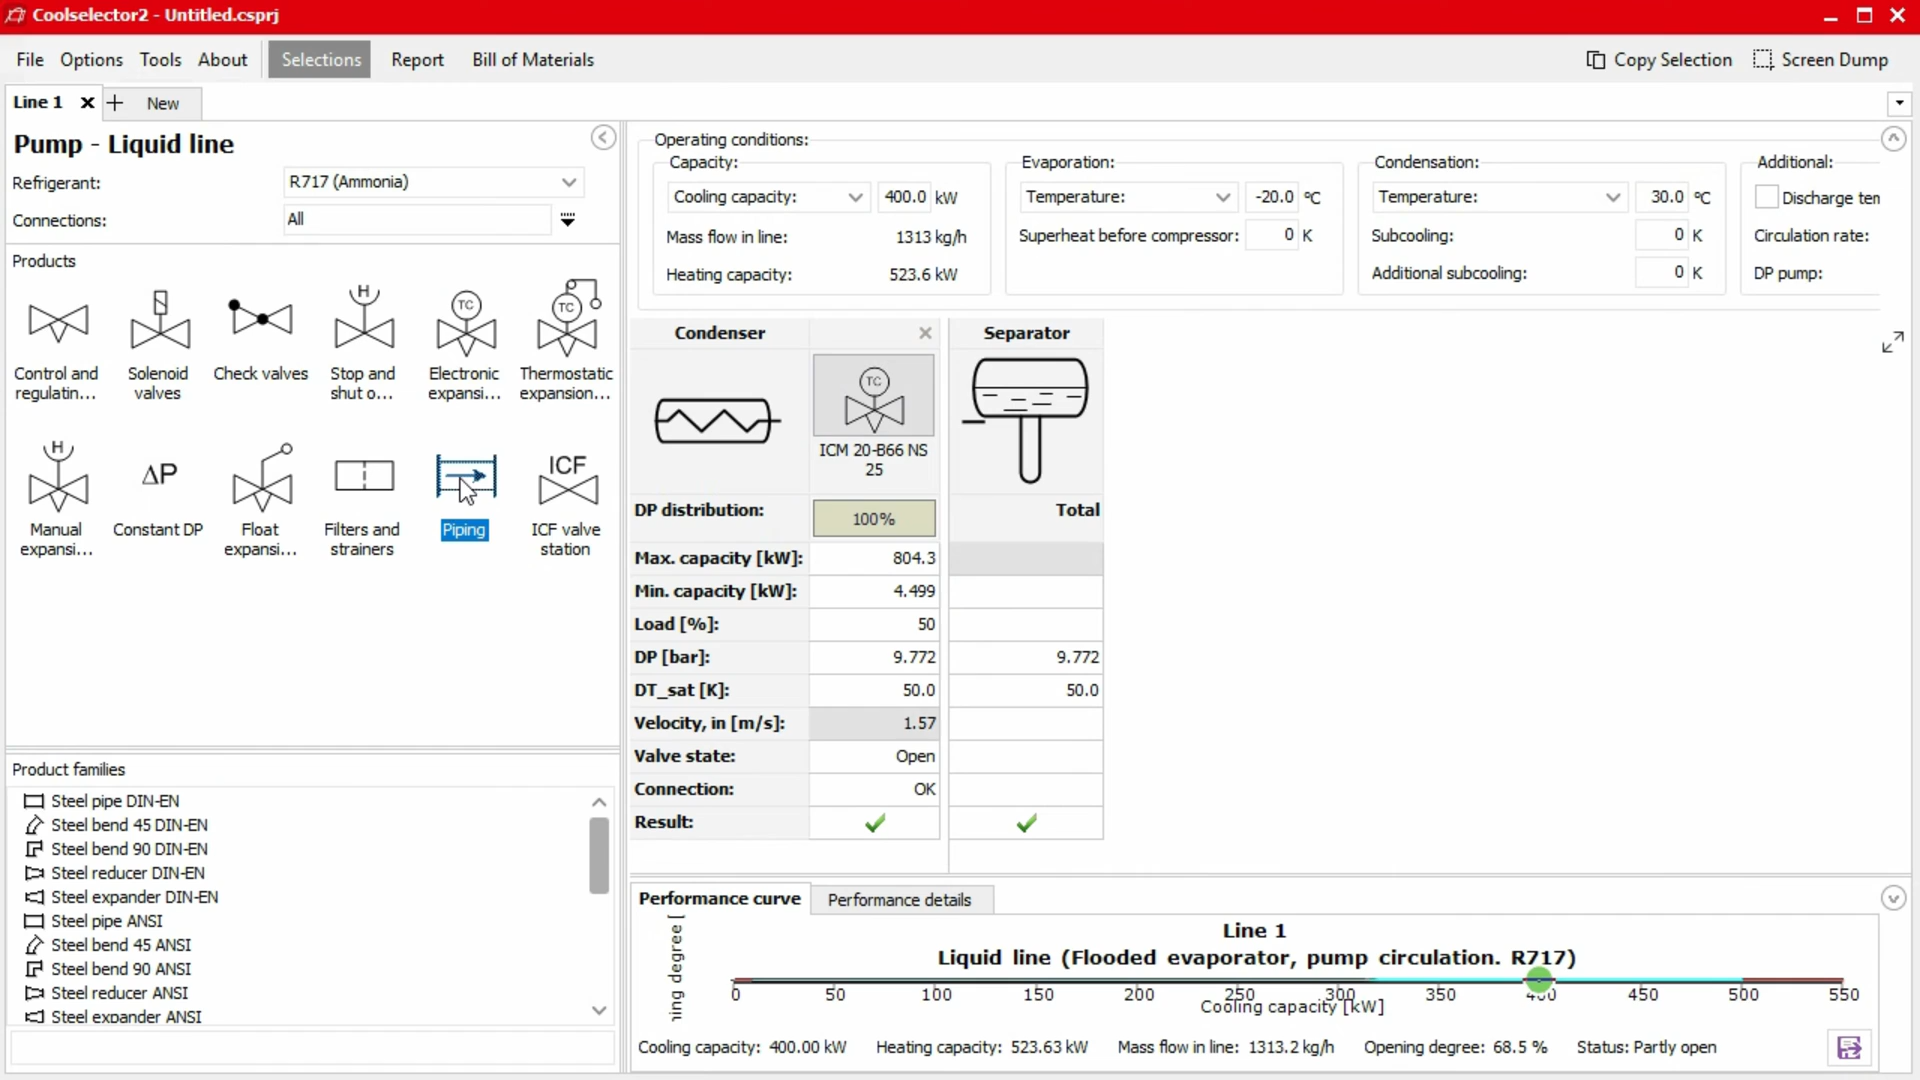 Coolselector2 - Untitled.csprj
File Options Tools About Selections Report Bill of Materials Copy Selection Screen Dump
Line 1 New
Pump - Liquid line
Refrigerant: R717 (Ammonia)
Connections: All
Products
H TC TC
Control and regulatin...
Solenoid valves
Check valves
Stop and shut o...
Electronic expansi...
Thermostatic expansion...
H ΔP ICF
Manual expansi...
Constant DP
Float expansi...
Filters and strainers
Piping
ICF valve station
Product families
Steel pipe DIN-EN
Steel bend 45 DIN-EN
Steel bend 90 DIN-EN
Steel reducer DIN-EN
Steel expander DIN-EN
Steel pipe ANSI
Steel bend 45 ANSI
Steel bend 90 ANSI
Steel reducer ANSI
Steel expander ANSI
Operating conditions:
Capacity:
Cooling capacity: 400.0 kW
Mass flow in line: 1313 kg/h
Heating capacity: 523.6 kW
Evaporation:
Temperature: -20.0 °C
Superheat before compressor: 0 K
Condensation:
Temperature: 30.0 °C
Subcooling: 0 K
Additional subcooling: 0 K
Additional:
Discharge ten
Circulation rate:
DP pump:
Condenser Separator
TC
ICM 20-B66 NS
25
DP distribution: 100% Total
Max. capacity [kW]: 804.3
Min. capacity [kW]: 4.499
Load [%]: 50
DP [bar]: 9.772 9.772
DT_sat [K]: 50.0 50.0
Velocity, in [m/s]: 1.57
Valve state: Open
Connection: OK
Result:
Performance curve Performance details
Line 1
Liquid line (Flooded evaporator, pump circulation. R717)
ning degree [
0 50 100 150 200 250 300 350 400 450 500 550
Cooling capacity [kW]
Cooling capacity: 400.00 kW Heating capacity: 523.63 kW Mass flow in line: 1313.2 kg/h Opening degree: 68.5 % Status: Partly open